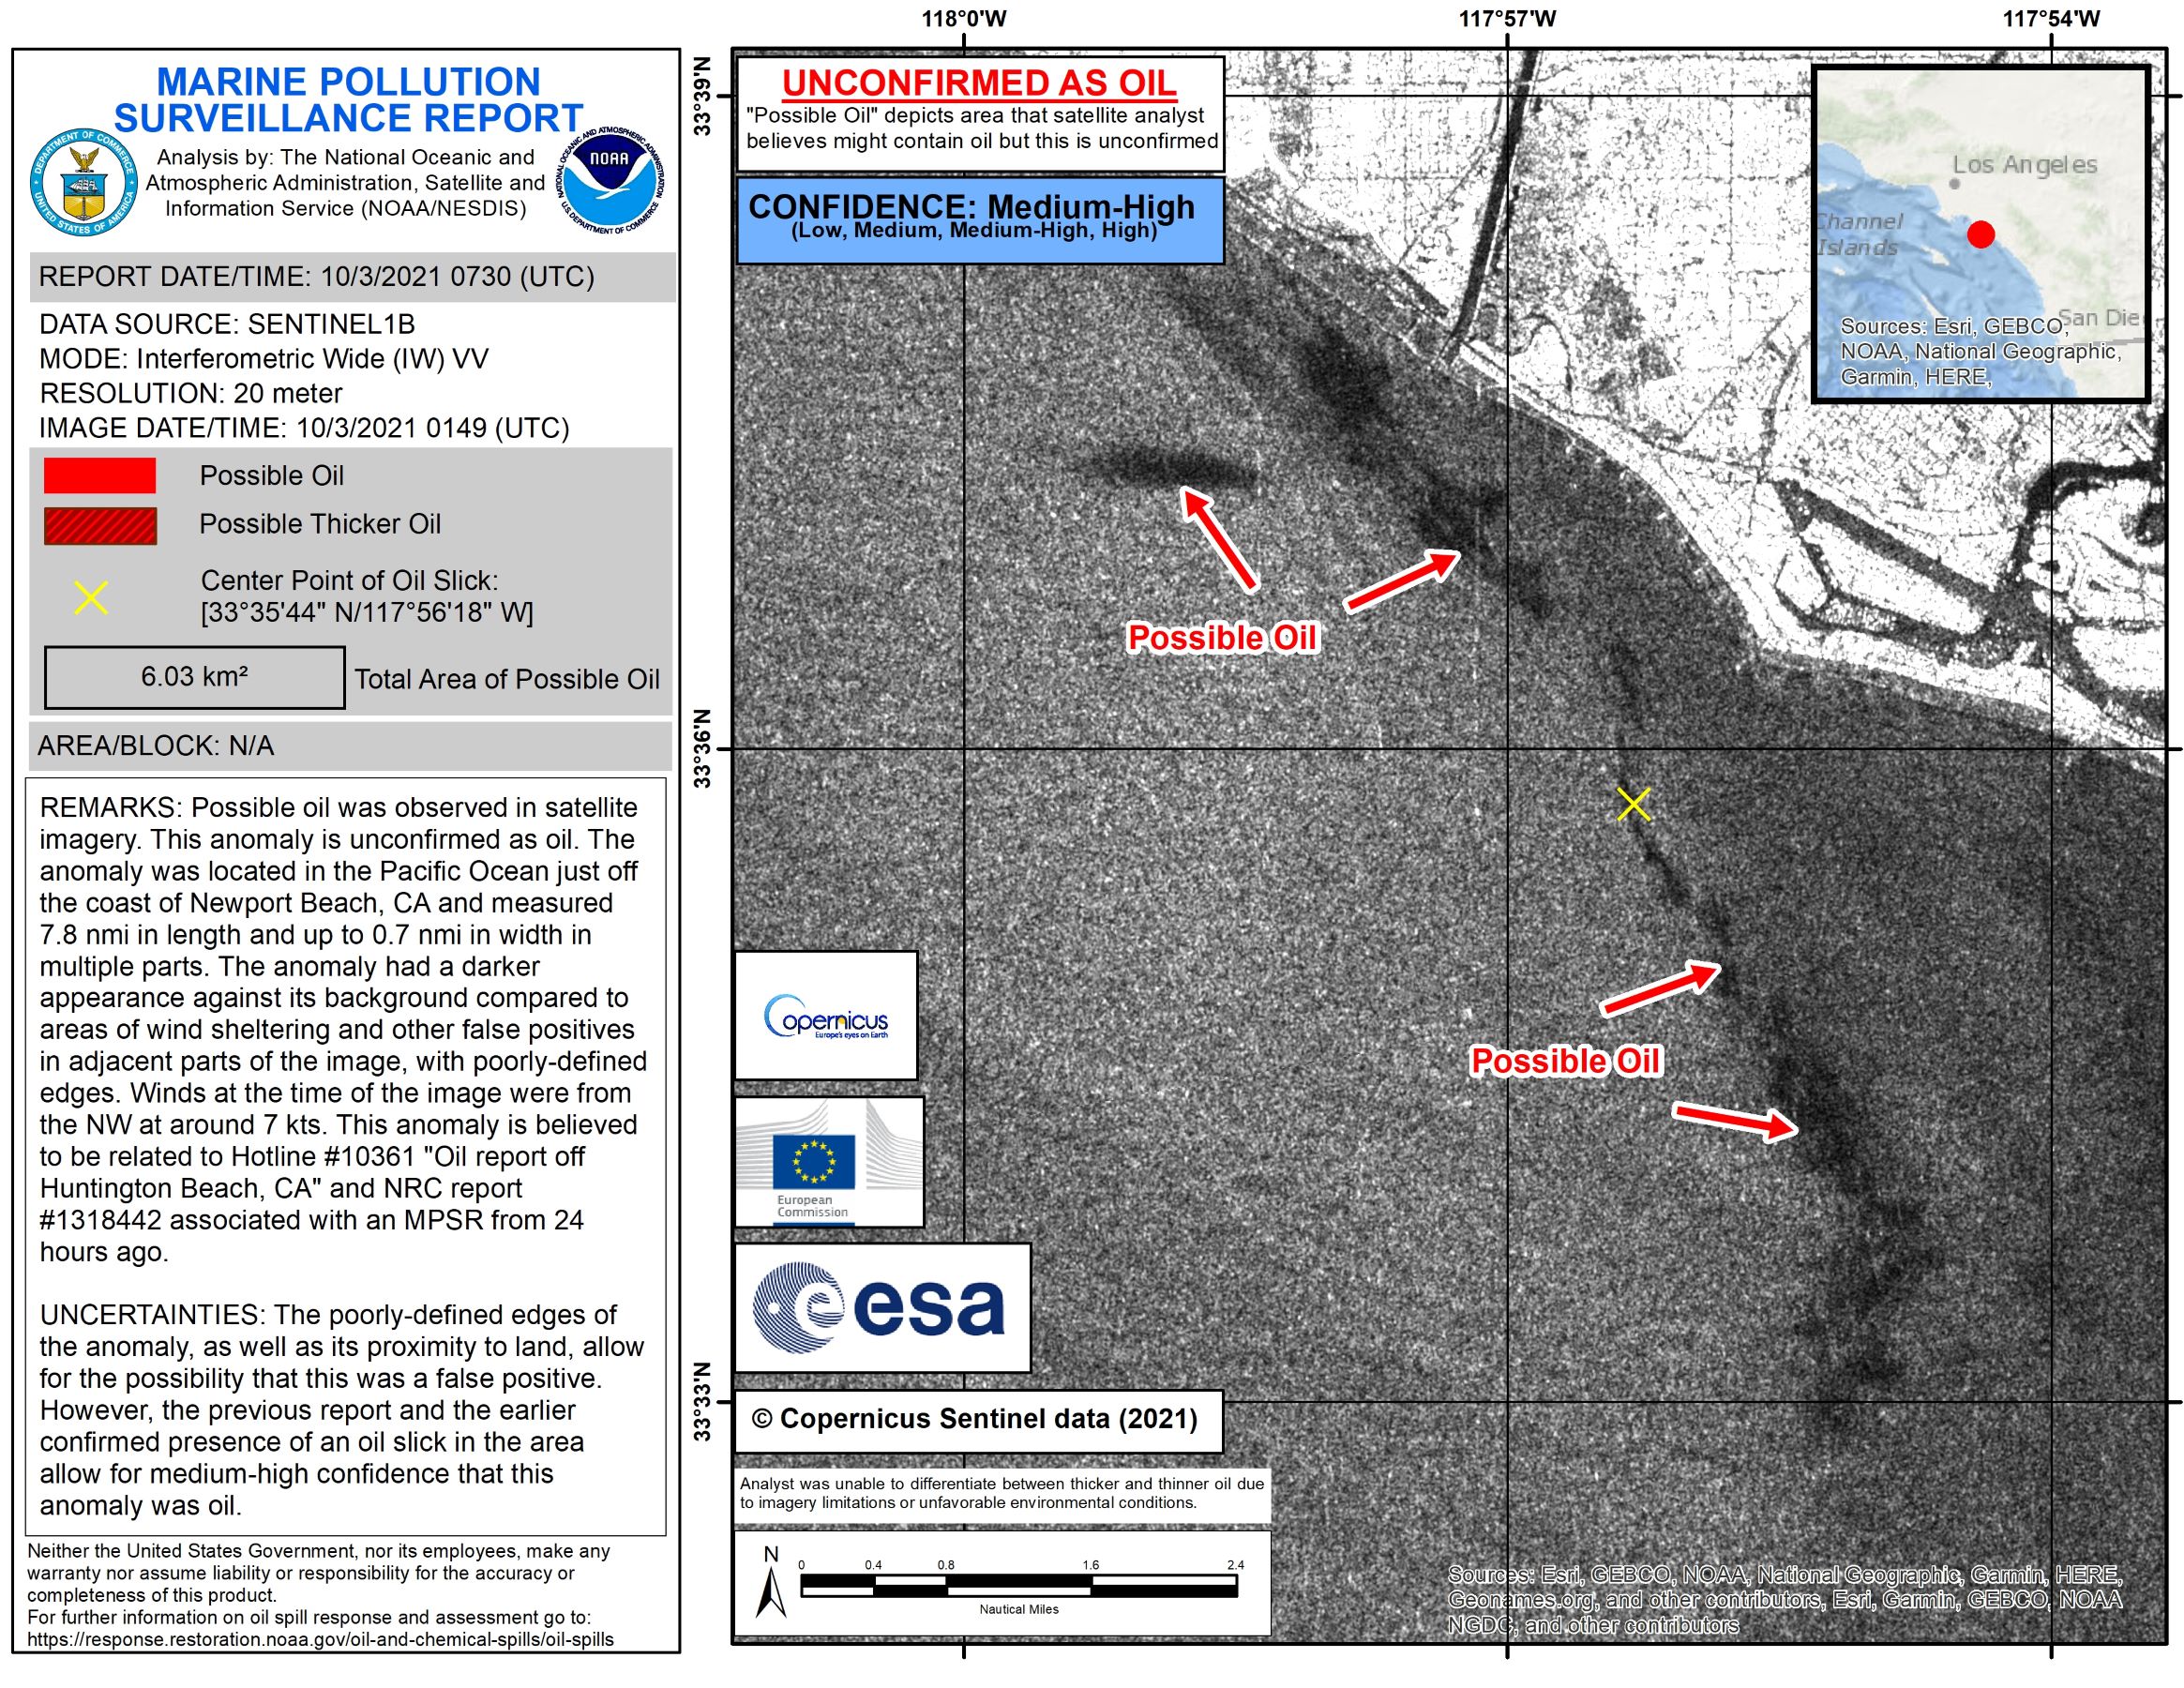 118°0'W
117°57'W
117°54'W
MARINE POLLUTION
SURVEILLANCE REPORT
Analysis by: The National Oceanic and
Atmospheric Administration, Satellite and
Information Service (NOAA/NESDIS)
DEPARTMENT OF COMMERCE
UNITED STATES OF AMERICA
NATIONAL OCEANIC AND ATMOSPHERIC ADMINISTRATION
NOAA
U.S. DEPARTMENT OF COMMERCE
REPORT DATE/TIME: 10/3/2021 0730 (UTC)
DATA SOURCE: SENTINEL1B
MODE: Interferometric Wide (IW) VV
RESOLUTION: 20 meter
IMAGE DATE/TIME: 10/3/2021 0149 (UTC)
Possible Oil
Possible Thicker Oil
Center Point of Oil Slick:
[33°35'44" N/117°56'18" W]
6.03 km²
Total Area of Possible Oil
AREA/BLOCK: N/A
REMARKS: Possible oil was observed in satellite
imagery. This anomaly is unconfirmed as oil. The
anomaly was located in the Pacific Ocean just off
the coast of Newport Beach, CA and measured
7.8 nmi in length and up to 0.7 nmi in width in
multiple parts. The anomaly had a darker
appearance against its background compared to
areas of wind sheltering and other false positives
in adjacent parts of the image, with poorly-defined
edges. Winds at the time of the image were from
the NW at around 7 kts. This anomaly is believed
to be related to Hotline #10361 "Oil report off
Huntington Beach, CA" and NRC report
#1318442 associated with an MPSR from 24
hours ago.
UNCERTAINTIES: The poorly-defined edges of
the anomaly, as well as its proximity to land, allow
for the possibility that this was a false positive.
However, the previous report and the earlier
confirmed presence of an oil slick in the area
allow for medium-high confidence that this
anomaly was oil.
Neither the United States Government, nor its employees, make any
warranty nor assume liability or responsibility for the accuracy or
completeness of this product.
For further information on oil spill response and assessment go to:
https://response.restoration.noaa.gov/oil-and-chemical-spills/oil-spills
33°39'N
33°36'N
33°33'N
UNCONFIRMED AS OIL
"Possible Oil" depicts area that satellite analyst
believes might contain oil but this is unconfirmed
CONFIDENCE: Medium-High
(Low, Medium, Medium-High, High)
Los Angeles
Channel
Islands
San Die
Sources: Esri, GEBCO,
NOAA, National Geographic,
Garmin, HERE,
Possible Oil
Possible Oil
opernicus
Europe's eyes on Earth
European
Commission
esa
© Copernicus Sentinel data (2021)
Analyst was unable to differentiate between thicker and thinner oil due
to imagery limitations or unfavorable environmental conditions.
N
0 0.4 0.8 1.6 2.4
Nautical Miles
Sources: Esri, GEBCO, NOAA, National Geographic, Garmin, HERE,
Geonames.org, and other contributors, Esri, Garmin, GEBCO, NOAA
NGDC, and other contributors